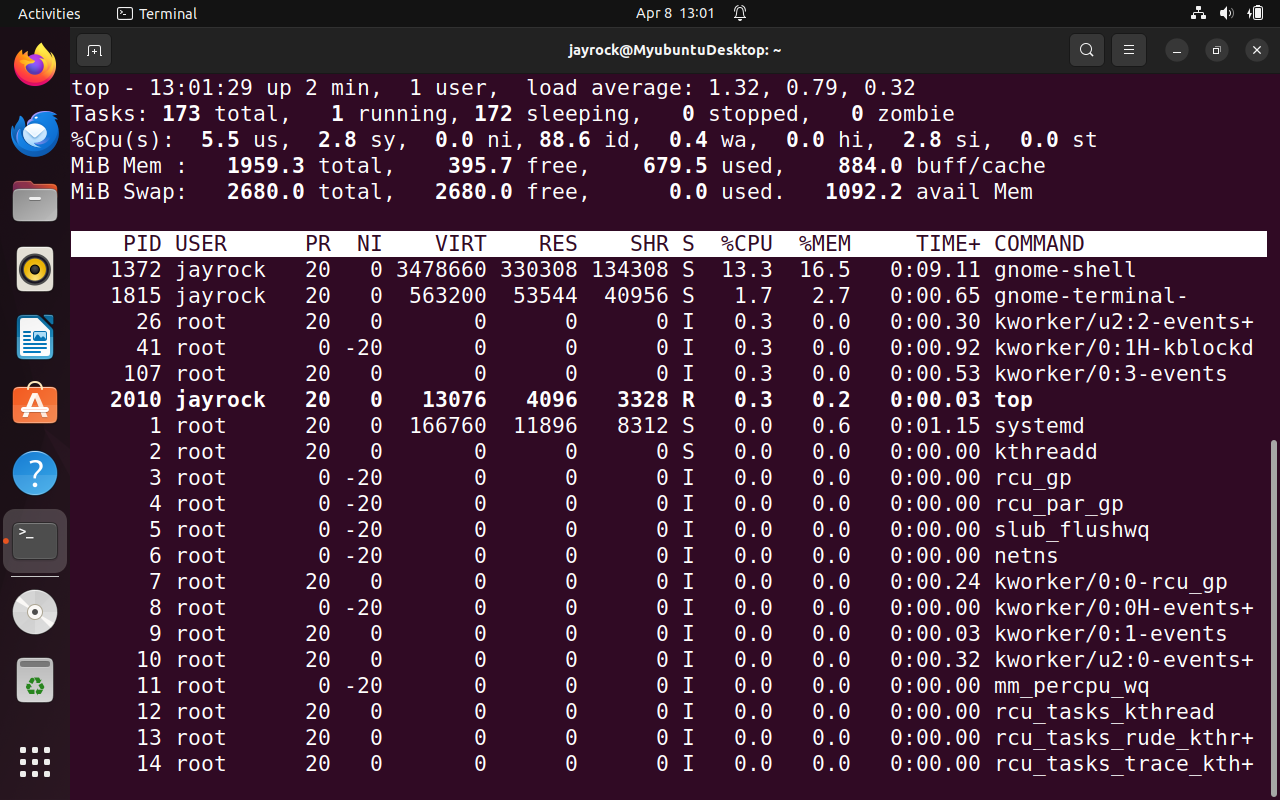 Activities Terminal Apr 8 13:01
jayrock@MyubuntuDesktop: ~
top - 13:01:29 up 2 min,  1 user,  load average: 1.32, 0.79, 0.32
Tasks: 173 total,   1 running, 172 sleeping,   0 stopped,   0 zombie
%Cpu(s):  5.5 us,  2.8 sy,  0.0 ni, 88.6 id,  0.4 wa,  0.0 hi,  2.8 si,  0.0 st
MiB Mem :   1959.3 total,    395.7 free,    679.5 used,    884.0 buff/cache
MiB Swap:   2680.0 total,   2680.0 free,      0.0 used.   1092.2 avail Mem
    PID USER      PR  NI    VIRT    RES    SHR S  %CPU  %MEM     TIME+ COMMAND
   1372 jayrock   20   0 3478660 330308 134308 S  13.3  16.5   0:09.11 gnome-shell
   1815 jayrock   20   0  563200  53544  40956 S   1.7   2.7   0:00.65 gnome-terminal-
     26 root      20   0       0      0      0 I   0.3   0.0   0:00.30 kworker/u2:2-events+
     41 root       0 -20       0      0      0 I   0.3   0.0   0:00.92 kworker/0:1H-kblockd
    107 root      20   0       0      0      0 I   0.3   0.0   0:00.53 kworker/0:3-events
   2010 jayrock   20   0   13076   4096   3328 R   0.3   0.2   0:00.03 top
      1 root      20   0  166760  11896   8312 S   0.0   0.6   0:01.15 systemd
      2 root      20   0       0      0      0 S   0.0   0.0   0:00.00 kthreadd
      3 root       0 -20       0      0      0 I   0.0   0.0   0:00.00 rcu_gp
      4 root       0 -20       0      0      0 I   0.0   0.0   0:00.00 rcu_par_gp
      5 root       0 -20       0      0      0 I   0.0   0.0   0:00.00 slub_flushwq
      6 root       0 -20       0      0      0 I   0.0   0.0   0:00.00 netns
      7 root      20   0       0      0      0 I   0.0   0.0   0:00.24 kworker/0:0-rcu_gp
      8 root       0 -20       0      0      0 I   0.0   0.0   0:00.00 kworker/0:0H-events+
      9 root      20   0       0      0      0 I   0.0   0.0   0:00.03 kworker/0:1-events
     10 root      20   0       0      0      0 I   0.0   0.0   0:00.32 kworker/u2:0-events+
     11 root       0 -20       0      0      0 I   0.0   0.0   0:00.00 mm_percpu_wq
     12 root      20   0       0      0      0 I   0.0   0.0   0:00.00 rcu_tasks_kthread
     13 root      20   0       0      0      0 I   0.0   0.0   0:00.00 rcu_tasks_rude_kthr+
     14 root      20   0       0      0      0 I   0.0   0.0   0:00.00 rcu_tasks_trace_kth+